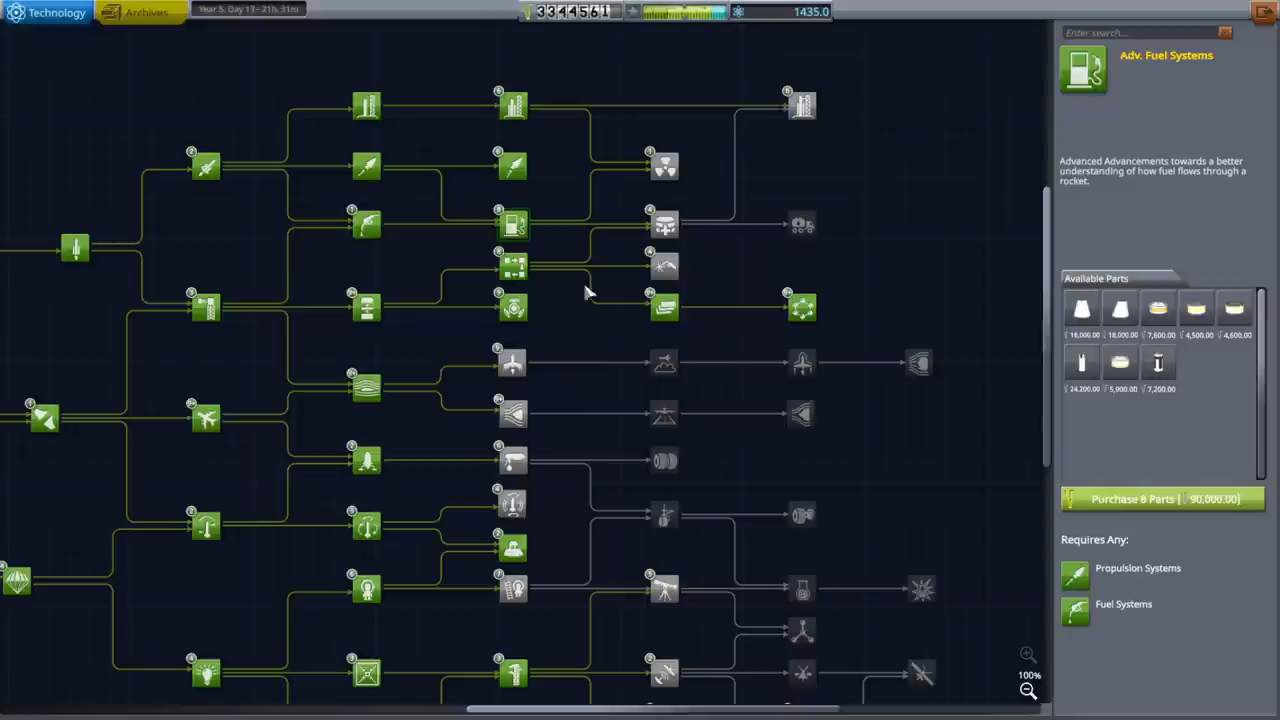 Technology
Archives
Year 5, Day 13 - 21h, 31m
3344561
1435.0
Enter search...
Adv. Fuel Systems
Advanced Advancements towards a better
understanding of how fuel flows through a
rocket.
Available Parts
18,000.00 18,000.00 7,600.00 4,500.00 4,600.00
24,200.00 5,900.00 7,200.00
Purchase 8 Parts [ 90,000.00]
Requires Any:
Propulsion Systems
Fuel Systems
100%